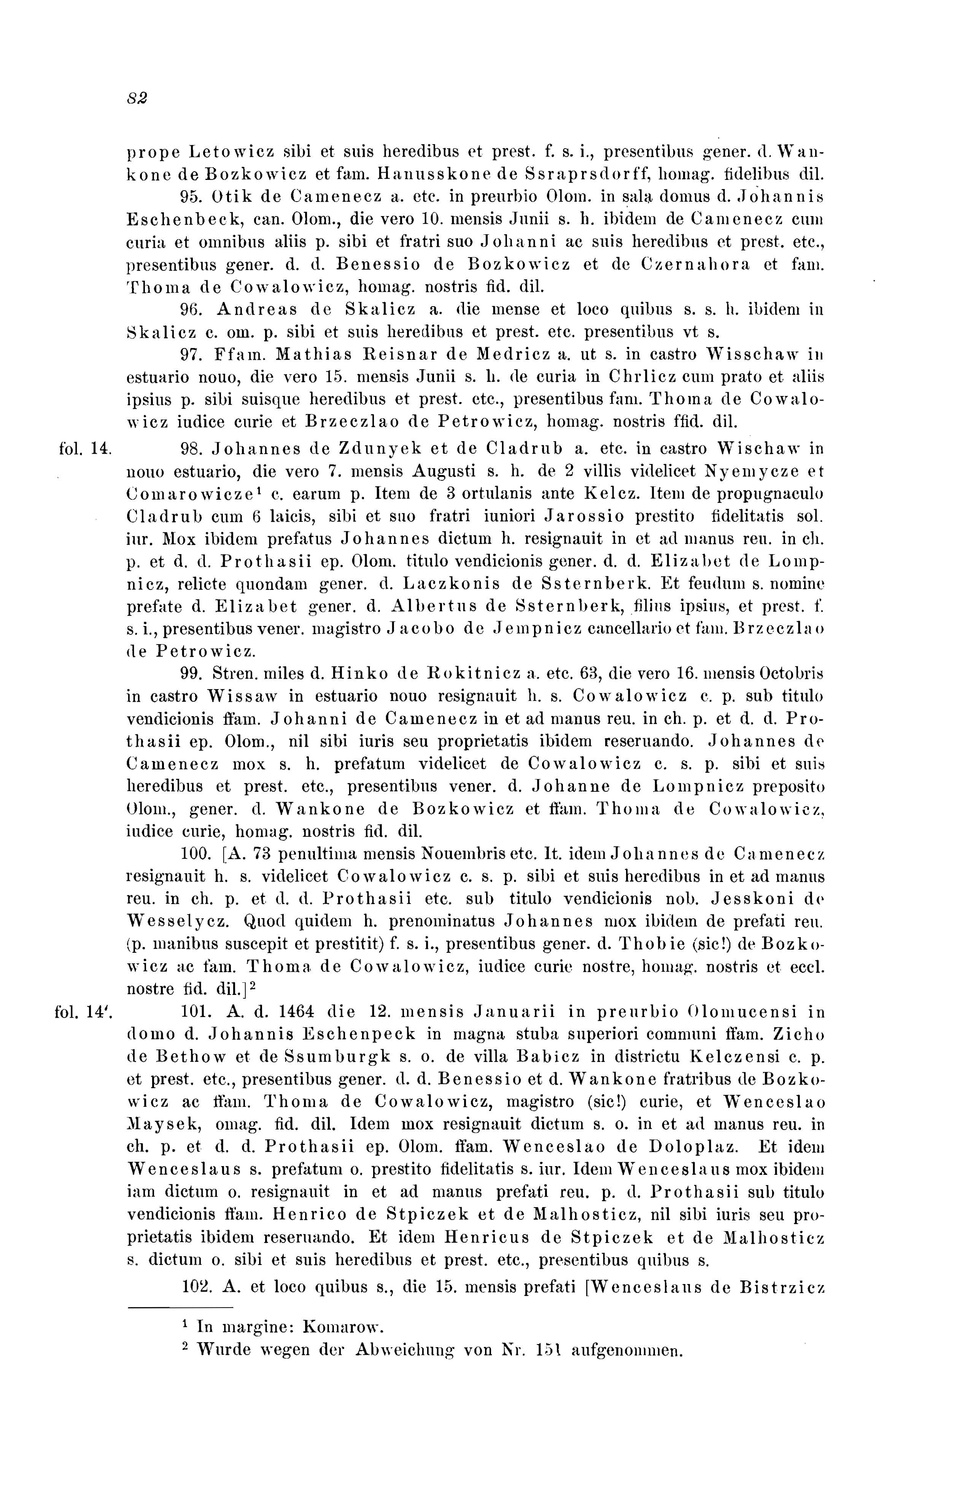 82
prope Letowicz sibi et suis heredibus et prest. f. s. i., presentibus gener. d. Wan-
kone de Bozkowicz et fam. Hanusskone de Ssraprsdorff, homag. fidelibus dil.
95. Otik de Camenecz a. etc. in preurbio Olom. in sala domus d. Johannis
Eschenbeck, can. Olom., die vero 10. mensis Junii s. h. ibidem de Camenecz cum
curia et omnibus aliis p. sibi et fratri suo Johanni ac suis heredibus et prest. etc.,
presentibus gener. d. d. Benessio de Bozkowicz et de Czernahora et fam.
Thoma de Cowalowicz, homag. nostris fid. dil.
96. Andreas de Skalicz a. die mense et loco quibus s. s. h. ibidem in
Skalicz c. om. p. sibi et suis heredibus et prest. etc. presentibus vt s.
97. Ffam. Mathias Reisnar de Medricz a. ut s. in castro Wisschaw in
estuario nouo, die vero 15. mensis Junii s. h. de curia in Chrlicz cum prato et aliis
ipsius p. sibi suisque heredibus et prest. etc., presentibus fam. Thoma de Cowalo-
wicz iudice curie et Brzeczlao de Petrowicz, homag. nostris ffid. dil.
fol. 14. 98. Johannes de Zdunyek et de Cladrub a. etc. in castro Wischaw in
nouo estuario, die vero 7. mensis Augusti s. h. de 2 villis videlicet Nyemycze et
Comarowicze¹ c. earum p. Item de 3 ortulanis ante Kelcz. Item de propugnaculo
Cladrub cum 6 laicis, sibi et suo fratri iuniori Jarossio prestito fidelitatis sol.
iur. Mox ibidem prefatus Johannes dictum h. resignauit in et ad manus reu. in ch.
p. et d. d. Prothasii ep. Olom. titulo vendicionis gener. d. d. Elizabet de Lomp-
nicz, relicte quondam gener. d. Laczkonis de Ssternberk. Et feudum s. nomine
prefate d. Elizabet gener. d. Albertus de Ssternberk, filius ipsius, et prest. f.
s. i., presentibus vener. magistro Jacobo de Jempnicz cancellario et fam. Brzeczlao
de Petrowicz.
99. Stren. miles d. Hinko de Rokitnicz a. etc. 63, die vero 16. mensis Octobris
in castro Wissaw in estuario nouo resignauit h. s. Cowalowicz c. p. sub titulo
vendicionis ffam. Johanni de Camenecz in et ad manus reu. in ch. p. et d. d. Pro-
thasii ep. Olom., nil sibi iuris seu proprietatis ibidem reseruando. Johannes de
Camenecz mox s. h. prefatum videlicet de Cowalowicz c. s. p. sibi et suis
heredibus et prest. etc., presentibus vener. d. Johanne de Lompnicz preposito
Olom., gener. d. Wankone de Bozkowicz et ffam. Thoma de Cowalowicz,
iudice curie, homag. nostris fid. dil.
100. [A. 73 penultima mensis Nouembris etc. It. idem Johannes de Camenecz
resignauit h. s. videlicet Cowalowicz c. s. p. sibi et suis heredibus in et ad manus
reu. in ch. p. et d. d. Prothasii etc. sub titulo vendicionis nob. Jesskoni de
Wesselycz. Quod quidem h. prenominatus Johannes mox ibidem de prefati reu.
(p. manibus suscepit et prestitit) f. s. i., presentibus gener. d. Thobie (sic!) de Bozko-
wicz ac fam. Thoma de Cowalowicz, iudice curie nostre, homag. nostris et eccl.
nostre fid. dil.]²
fol. 14'. 101. A. d. 1464 die 12. mensis Januarii in preurbio Olomucensi in
domo d. Johannis Eschenpeck in magna stuba superiori communi ffam. Zicho
de Bethow et de Ssumburgk s. o. de villa Babicz in districtu Kelczensi c. p.
et prest. etc., presentibus gener. d. d. Benessio et d. Wankone fratribus de Bozko-
wicz ac ffam. Thoma de Cowalowicz, magistro (sic!) curie, et Wenceslao
Maysek, omag. fid. dil. Idem mox resignauit dictum s. o. in et ad manus reu. in
ch. p. et d. d. Prothasii ep. Olom. ffam. Wenceslao de Doloplaz. Et idem
Wenceslaus s. prefatum o. prestito fidelitatis s. iur. Idem Wenceslaus mox ibidem
iam dictum o. resignauit in et ad manus prefati reu. p. d. Prothasii sub titulo
vendicionis ffam. Henrico de Stpiczek et de Malhosticz, nil sibi iuris seu pro-
prietatis ibidem reseruando. Et idem Henricus de Stpiczek et de Malhosticz
s. dictum o. sibi et suis heredibus et prest. etc., presentibus quibus s.
102. A. et loco quibus s., die 15. mensis prefati [Wenceslaus de Bistrzicz
¹ In margine: Komarow.
² Wurde wegen der Abweichung von Nr. 151 aufgenommen.